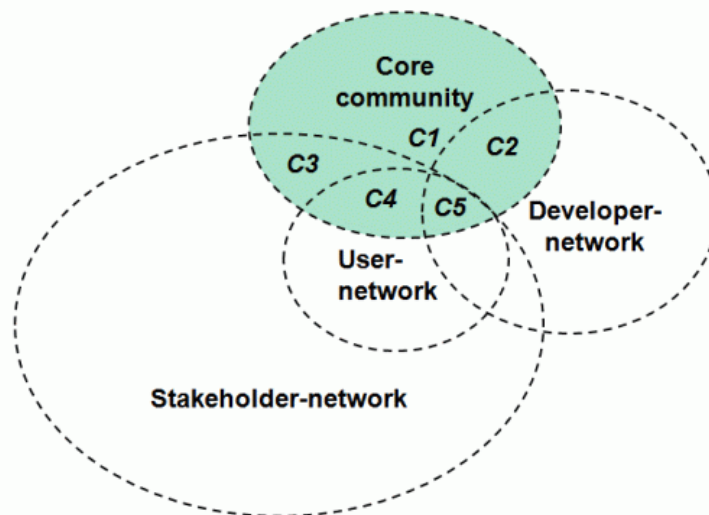 Core
community
C1
C2
C3
C4
C5
Developer-
network
User-
network
Stakeholder-network